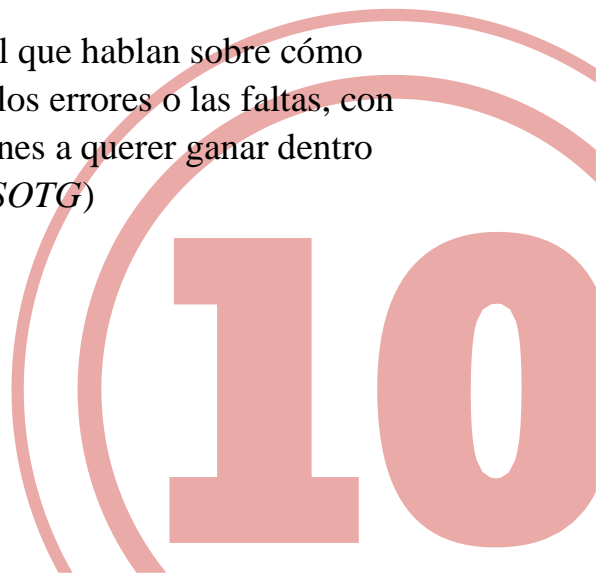 l que hablan sobre cómo
los errores o las faltas, con
nes a querer ganar dentro
SOTG)
10